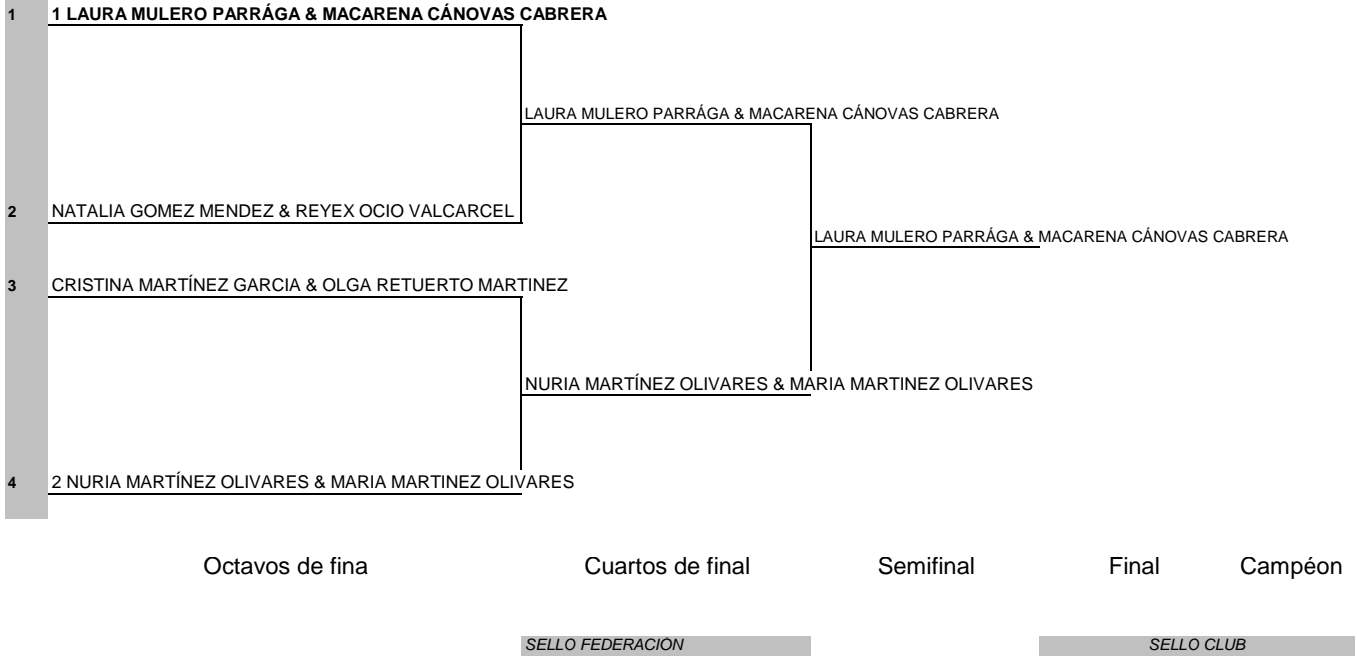 1 1 LAURA MULERO PARRÁGA & MACARENA CÁNOVAS CABRERA
LAURA MULERO PARRÁGA & MACARENA CÁNOVAS CABRERA
2 NATALIA GOMEZ MENDEZ & REYEX OCIO VALCARCEL
LAURA MULERO PARRÁGA & MACARENA CÁNOVAS CABRERA
3 CRISTINA MARTÍNEZ GARCIA & OLGA RETUERTO MARTINEZ
NURIA MARTÍNEZ OLIVARES & MARIA MARTINEZ OLIVARES
4 2 NURIA MARTÍNEZ OLIVARES & MARIA MARTINEZ OLIVARES
Octavos de fina Cuartos de final Semifinal Final Campéon
SELLO FEDERACIÓN SELLO CLUB